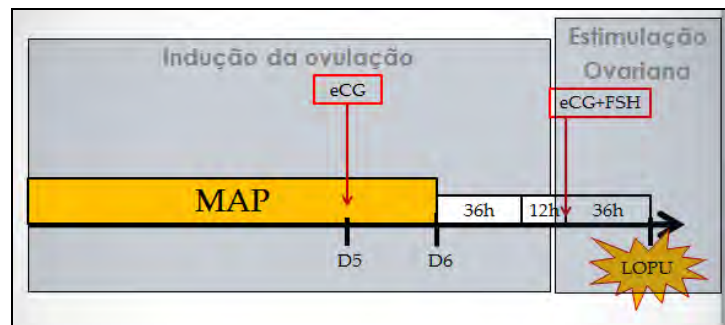 Indução da ovulação
Estimulação
Ovariana
eCG
eCG+FSH
MAP
36h
12h
36h
D5
D6
LOPU